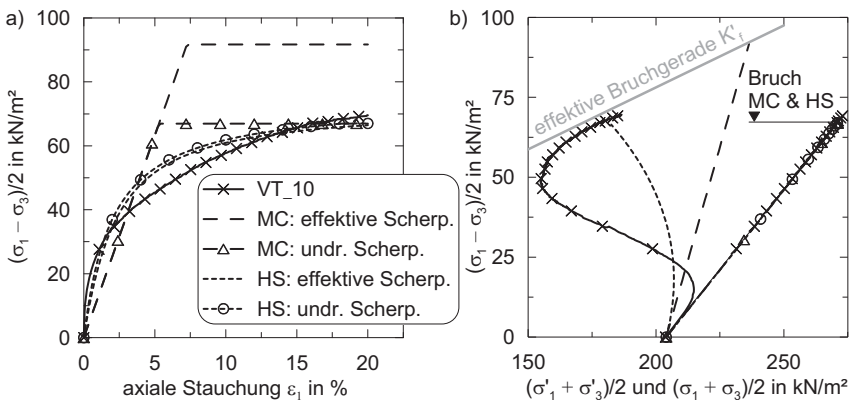 a)
(σ₁ − σ₃)/2 in kN/m²
100
80
60
40
20
0
0 5 10 15 20
axiale Stauchung ε₁ in %
VT_10
MC: effektive Scherp.
MC: undr. Scherp.
HS: effektive Scherp.
HS: undr. Scherp.
b)
(σ₁ − σ₃)/2 in kN/m²
100
75
50
25
0
150 200 250
(σ'₁ + σ'₃)/2 und (σ₁ + σ₃)/2 in kN/m²
effektive Bruchgerade K'f
Bruch
MC & HS